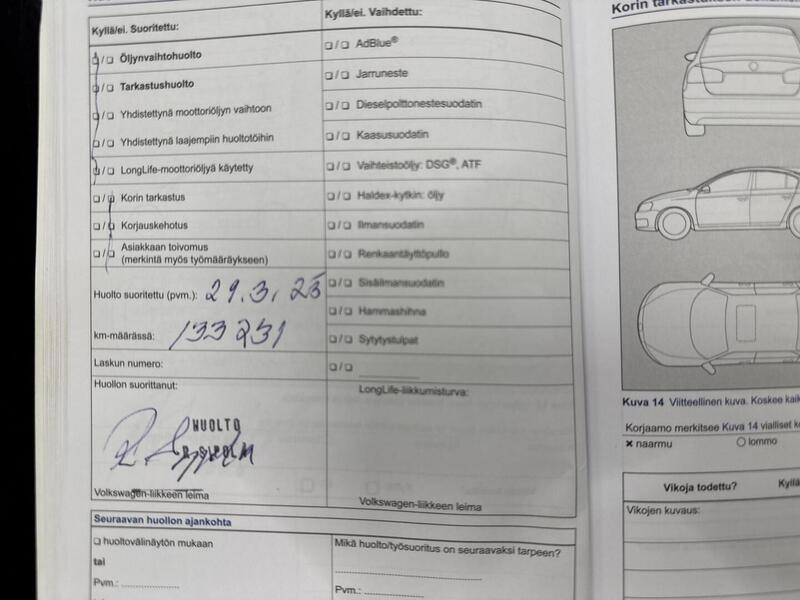 Kyllä/ei. Suoritettu:
❏/❏ Öljynvaihtohuolto
❏/❏ Tarkastushuolto
❏/❏ Yhdistettynä moottoriöljyn vaihtoon
❏/❏ Yhdistettynä laajempiin huoltotöihin
❏/❏ LongLife-moottoriöljyä käytetty
❏/❏ Korin tarkastus
❏/❏ Korjauskehotus
❏/❏ Asiakkaan toivomus
(merkintä myös työmääräykseen)
Huolto suoritettu (pvm.): 29.3.23
km-määrässä: 133231
Laskun numero:
Huollon suorittanut:
HUOLTO
Volkswagen-liikkeen leima
Kyllä/ei. Vaihdettu:
❏/❏ AdBlue®
❏/❏ Jarruneste
❏/❏ Dieselpolttonestesuodatin
❏/❏ Kaasusuodatin
❏/❏ Vaihteistoöljy: DSG®, ATF
❏/❏ Haldex-kytkin: öljy
❏/❏ Ilmansuodatin
❏/❏ Renkaantäyttöpullo
❏/❏ Sisäilmansuodatin
❏/❏ Hammashihna
❏/❏ Sytytystulpat
❏/❏
LongLife-liikkumisturva:
Volkswagen-liikkeen leima
Seuraavan huollon ajankohta
❏ huoltovälinäytön mukaan
tai
Pvm.:
Mikä huolto/työsuoritus on seuraavaksi tarpeen?
Pvm.:
Korin
Kuva 14 Viitteellinen kuva. Koskee
Korjaamo merkitsee Kuva 14 vialliset
× naarmu ○ lommo
Vikoja todettu?
Vikojen kuvaus: